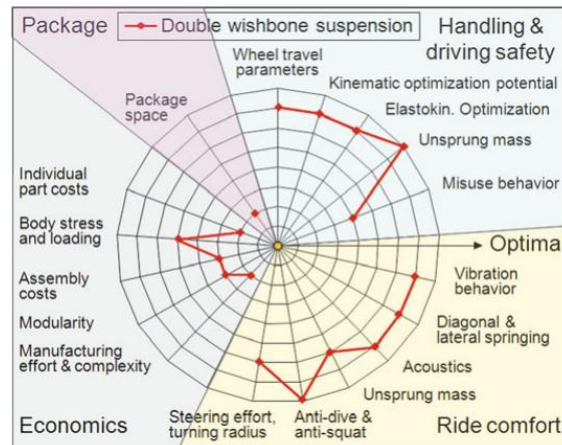 Package
Double wishbone suspension
Handling &
driving safety
Wheel travel
parameters
Kinematic optimization potential
Elastokin. Optimization
Unsprung mass
Misuse behavior
Package
space
Individual
part costs
Body stress
and loading
Optima
Assembly
costs
Vibration
behavior
Modularity
Diagonal &
lateral springing
Manufacturing
effort & complexity
Acoustics
Unsprung mass
Economics
Steering effort,
turning radius
Anti-dive &
anti-squat
Ride comfort